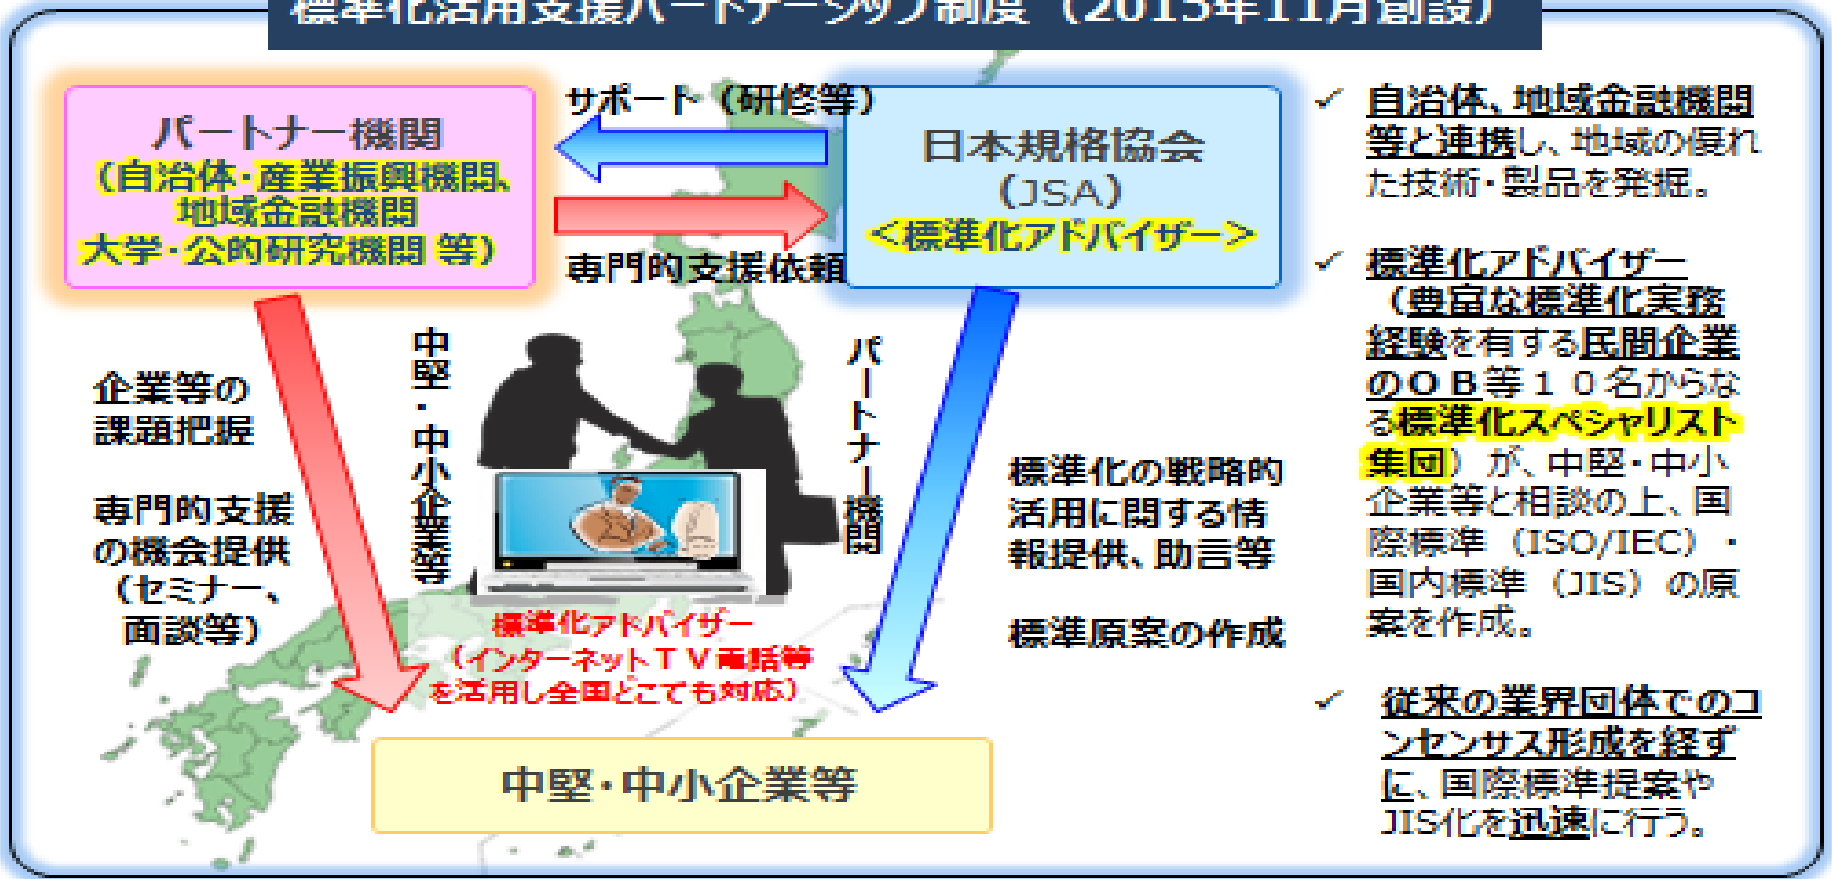 標準化活用支援パートナーシップ制度（2015年11月創設）
パートナー機関
（自治体・産業振興機関、
地域金融機関
大学・公的研究機関 等）
サポート（研修等）
専門的支援依頼
日本規格協会
（JSA）
＜標準化アドバイザー＞
企業等の
課題把握
専門的支援
の機会提供
（セミナー、
面談等）
中堅・中小企業等
パートナー機関
標準化アドバイザー
（インターネットＴＶ電話等
を活用し全国どこでも対応）
標準化の戦略的
活用に関する情
報提供、助言等
標準原案の作成
中堅・中小企業等
✓ 自治体、地域金融機関
等と連携し、地域の優れ
た技術・製品を発掘。
✓ 標準化アドバイザー
（豊富な標準化実務
経験を有する民間企業
のＯＢ等１０名からな
る標準化スペシャリスト
集団）が、中堅・中小
企業等と相談の上、国
際標準（ISO/IEC）・
国内標準（JIS）の原
案を作成。
✓ 従来の業界団体でのコ
ンセンサス形成を経ず
に、国際標準提案や
JIS化を迅速に行う。